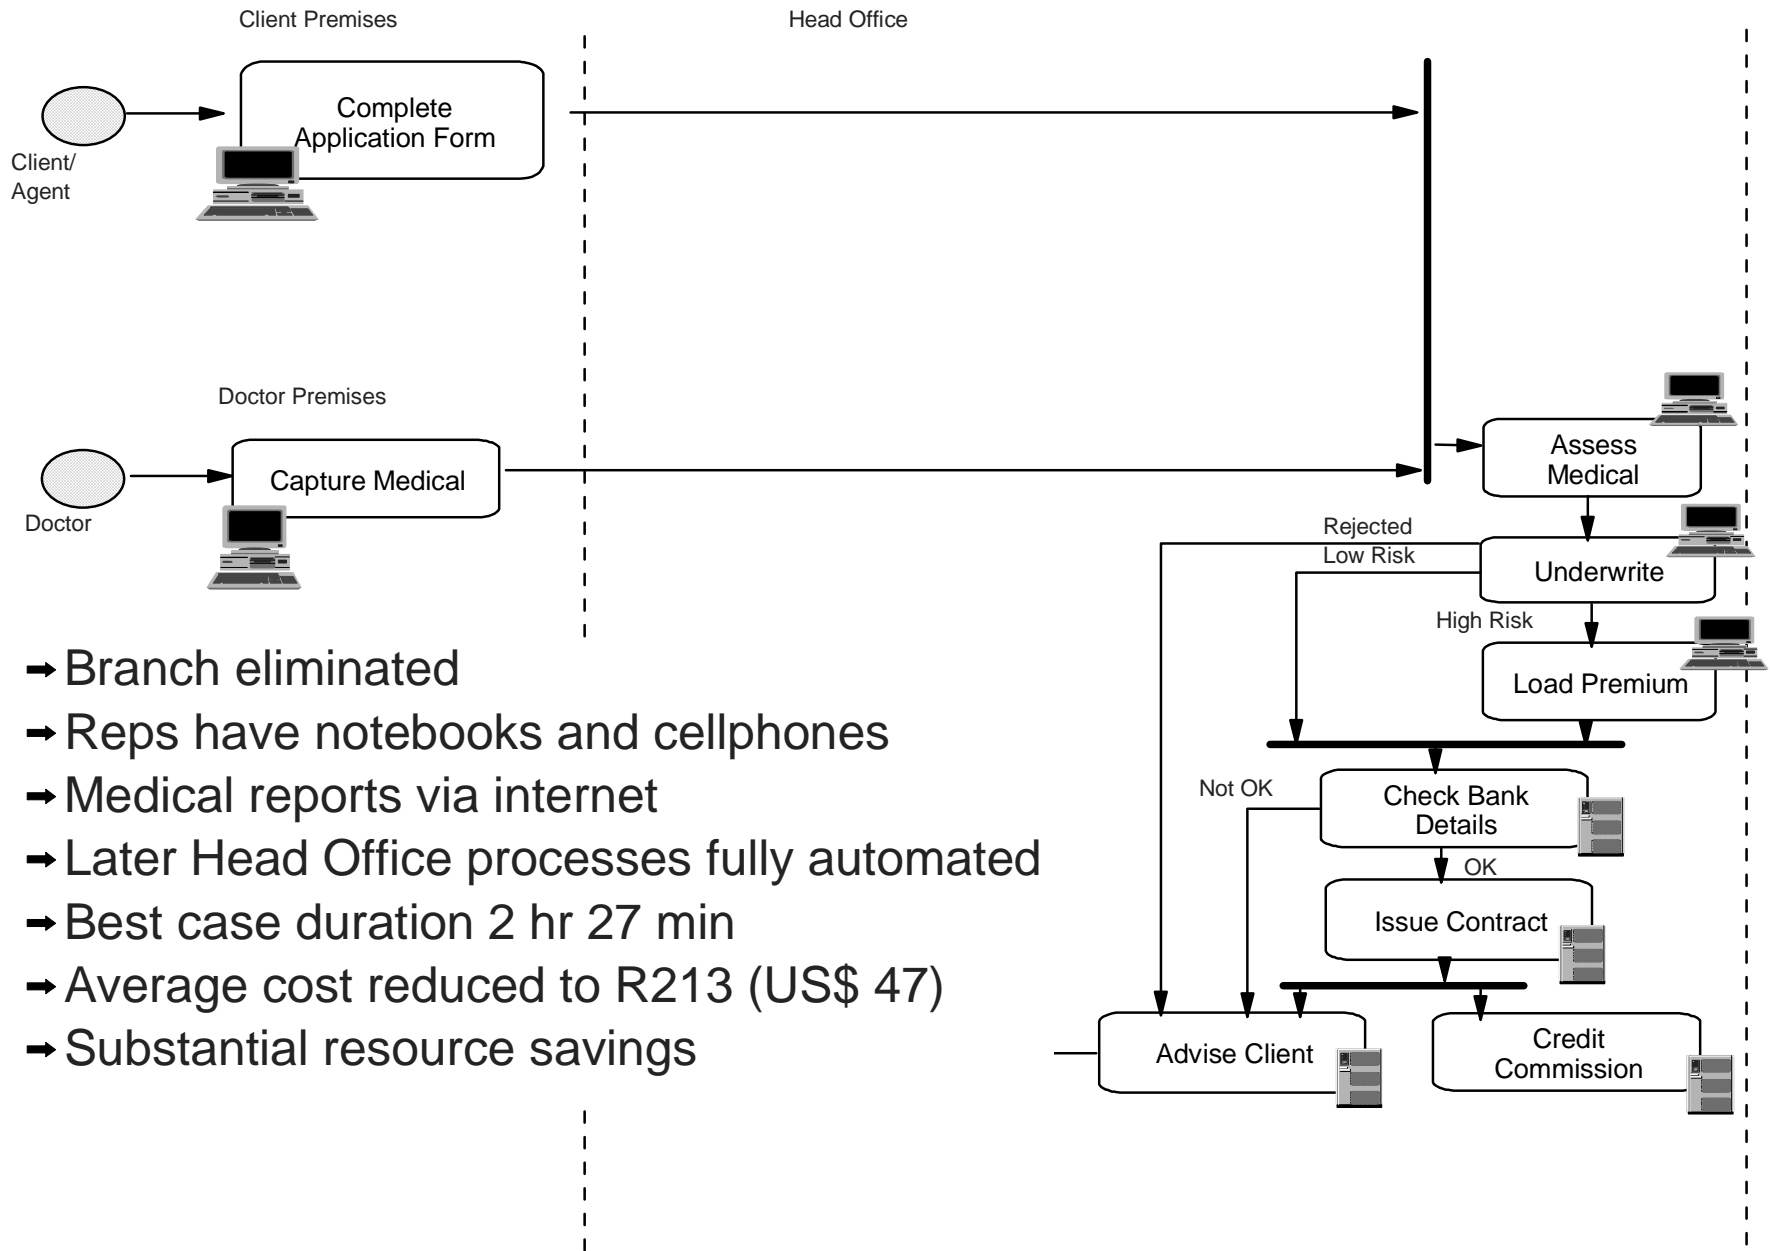 Client Premises
Head Office
Complete
Application Form
Client/
Agent
Doctor Premises
Capture Medical
Doctor
Assess
Medical
Rejected
Low Risk
Underwrite
High Risk
Load Premium
Branch eliminated
Reps have notebooks and cellphones
Medical reports via internet
Later Head Office processes fully automated
Best case duration 2 hr 27 min
Average cost reduced to R213 (US$ 47)
Substantial resource savings
Not OK
Check Bank
Details
OK
Issue Contract
Advise Client
Credit
Commission